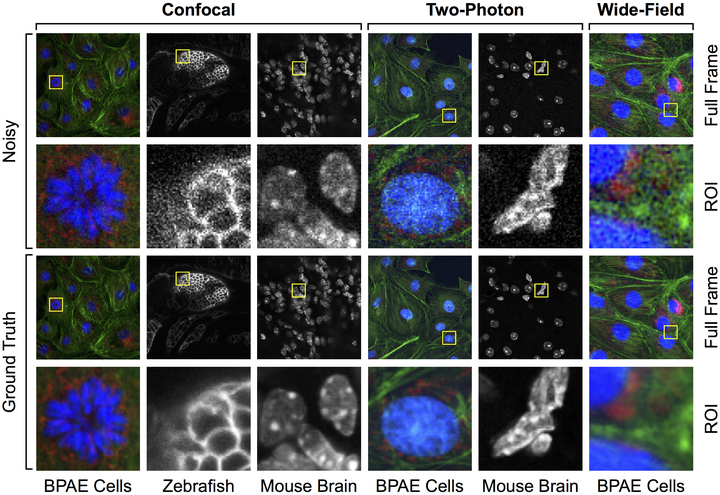 Confocal Two-Photon Wide-Field
Noisy
Full Frame
ROI
Ground Truth
Full Frame
ROI
BPAE Cells Zebrafish Mouse Brain BPAE Cells Mouse Brain BPAE Cells